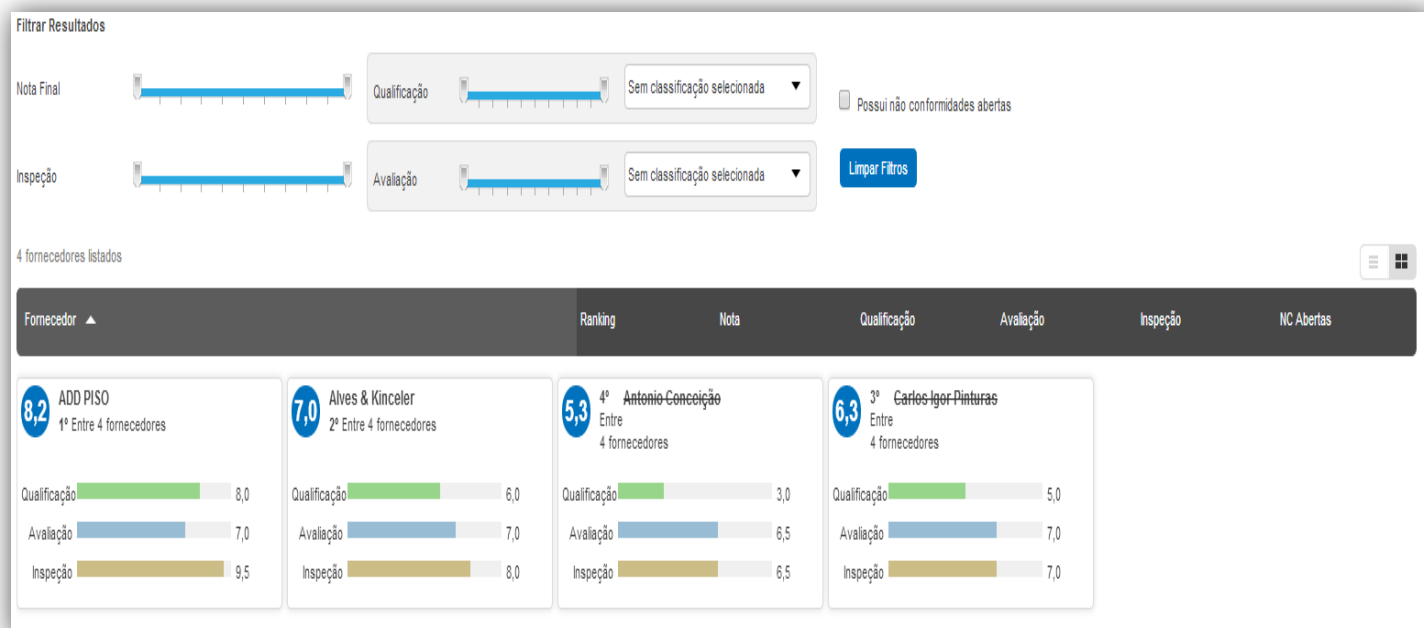 Filtrar Resultados
Nota Final
Qualificação
Sem classificação selecionada
Possui não conformidades abertas
Inspeção
Avaliação
Sem classificação selecionada
Limpar Filtros
4 fornecedores listados
Fornecedor Ranking Nota Qualificação Avaliação Inspeção NC Abertas
8,2
ADD PISO
1º Entre 4 fornecedores
Qualificação 8,0
Avaliação 7,0
Inspeção 9,5
7,0
Alves & Kinceler
2º Entre 4 fornecedores
Qualificação 6,0
Avaliação 7,0
Inspeção 8,0
5,3
4º Antonio Conceição
Entre
4 fornecedores
Qualificação 3,0
Avaliação 6,5
Inspeção 6,5
6,3
3º Carlos Igor Pinturas
Entre
4 fornecedores
Qualificação 5,0
Avaliação 7,0
Inspeção 7,0